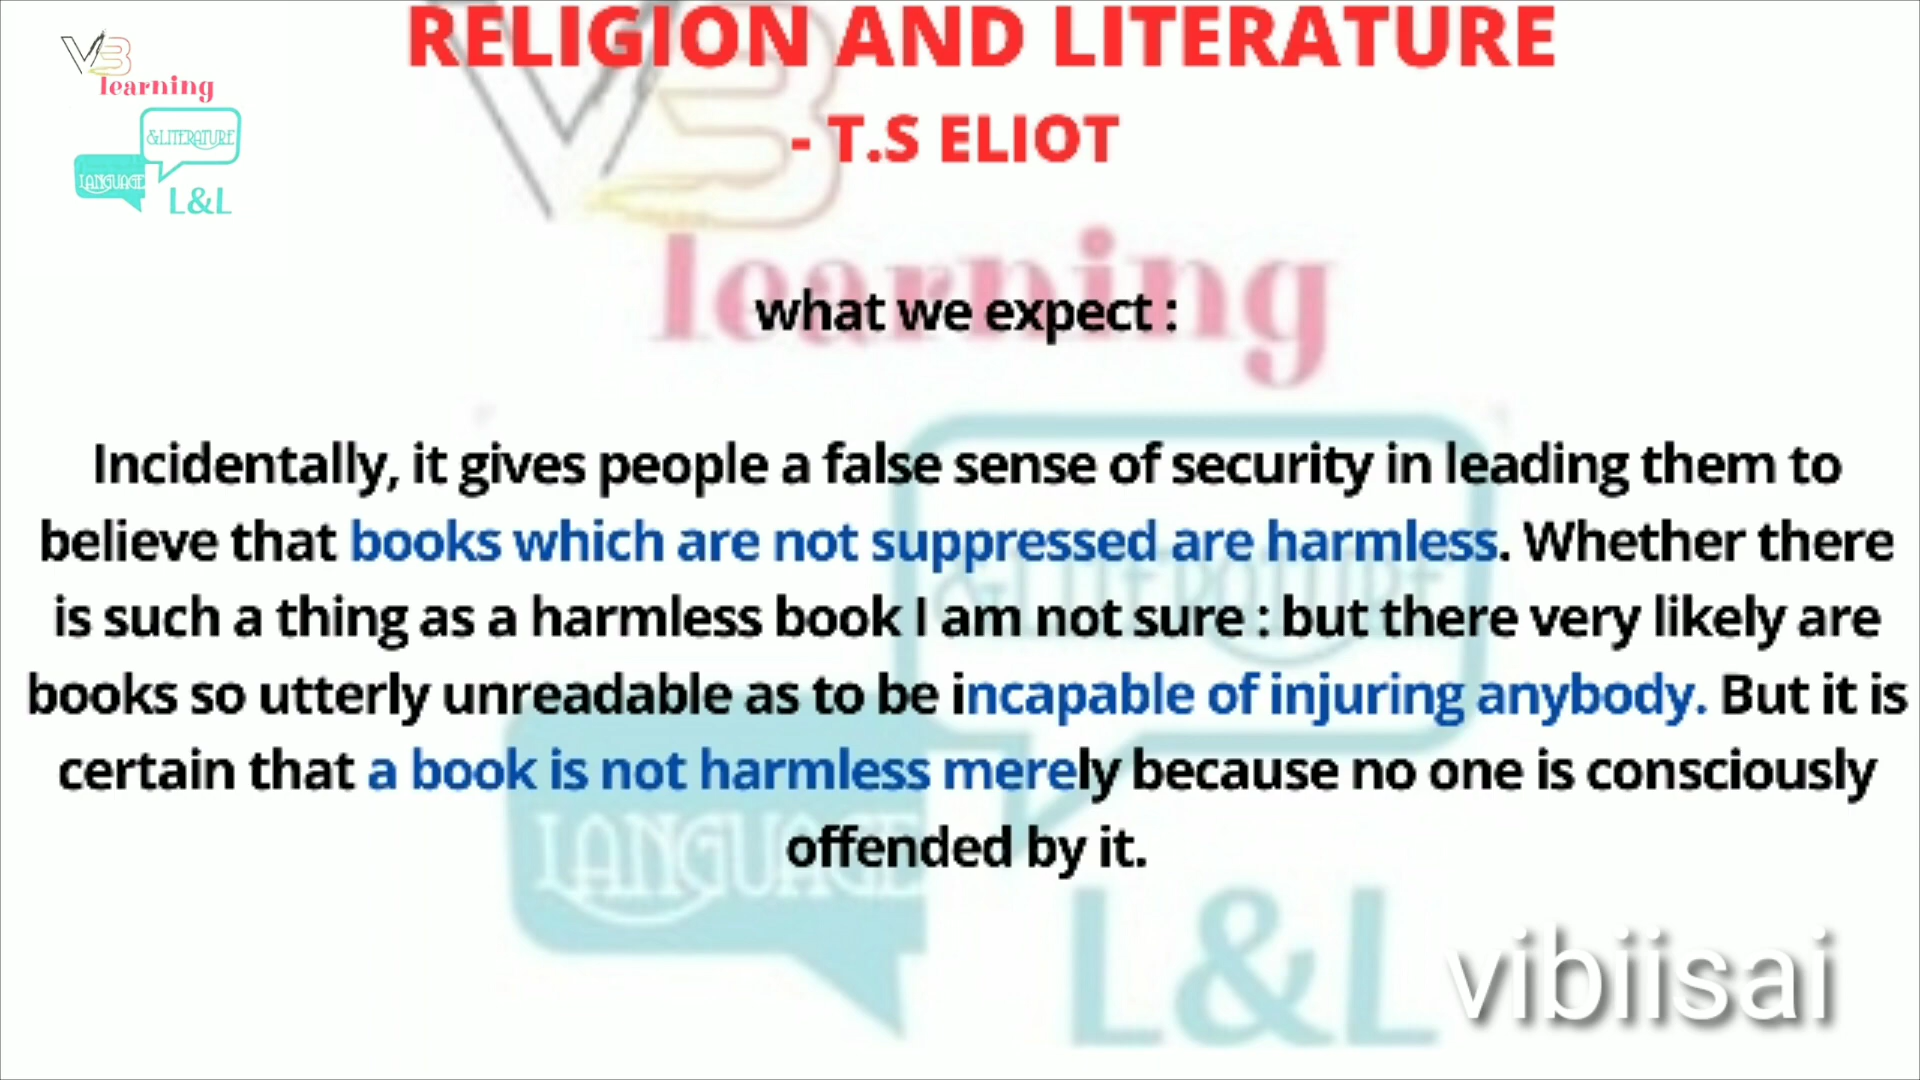 RELIGION AND LITERATURE
- T.S ELIOT
V3
learning
&LITERATURE
LANGUAGE
L&L
learning
what we expect :
Incidentally, it gives people a false sense of security in leading them to
believe that books which are not suppressed are harmless. Whether there
is such a thing as a harmless book I am not sure : but there very likely are
books so utterly unreadable as to be incapable of injuring anybody. But it is
certain that a book is not harmless merely because no one is consciously
offended by it.
&LITERATURE
LANGUAGE
L&L
vibiisai